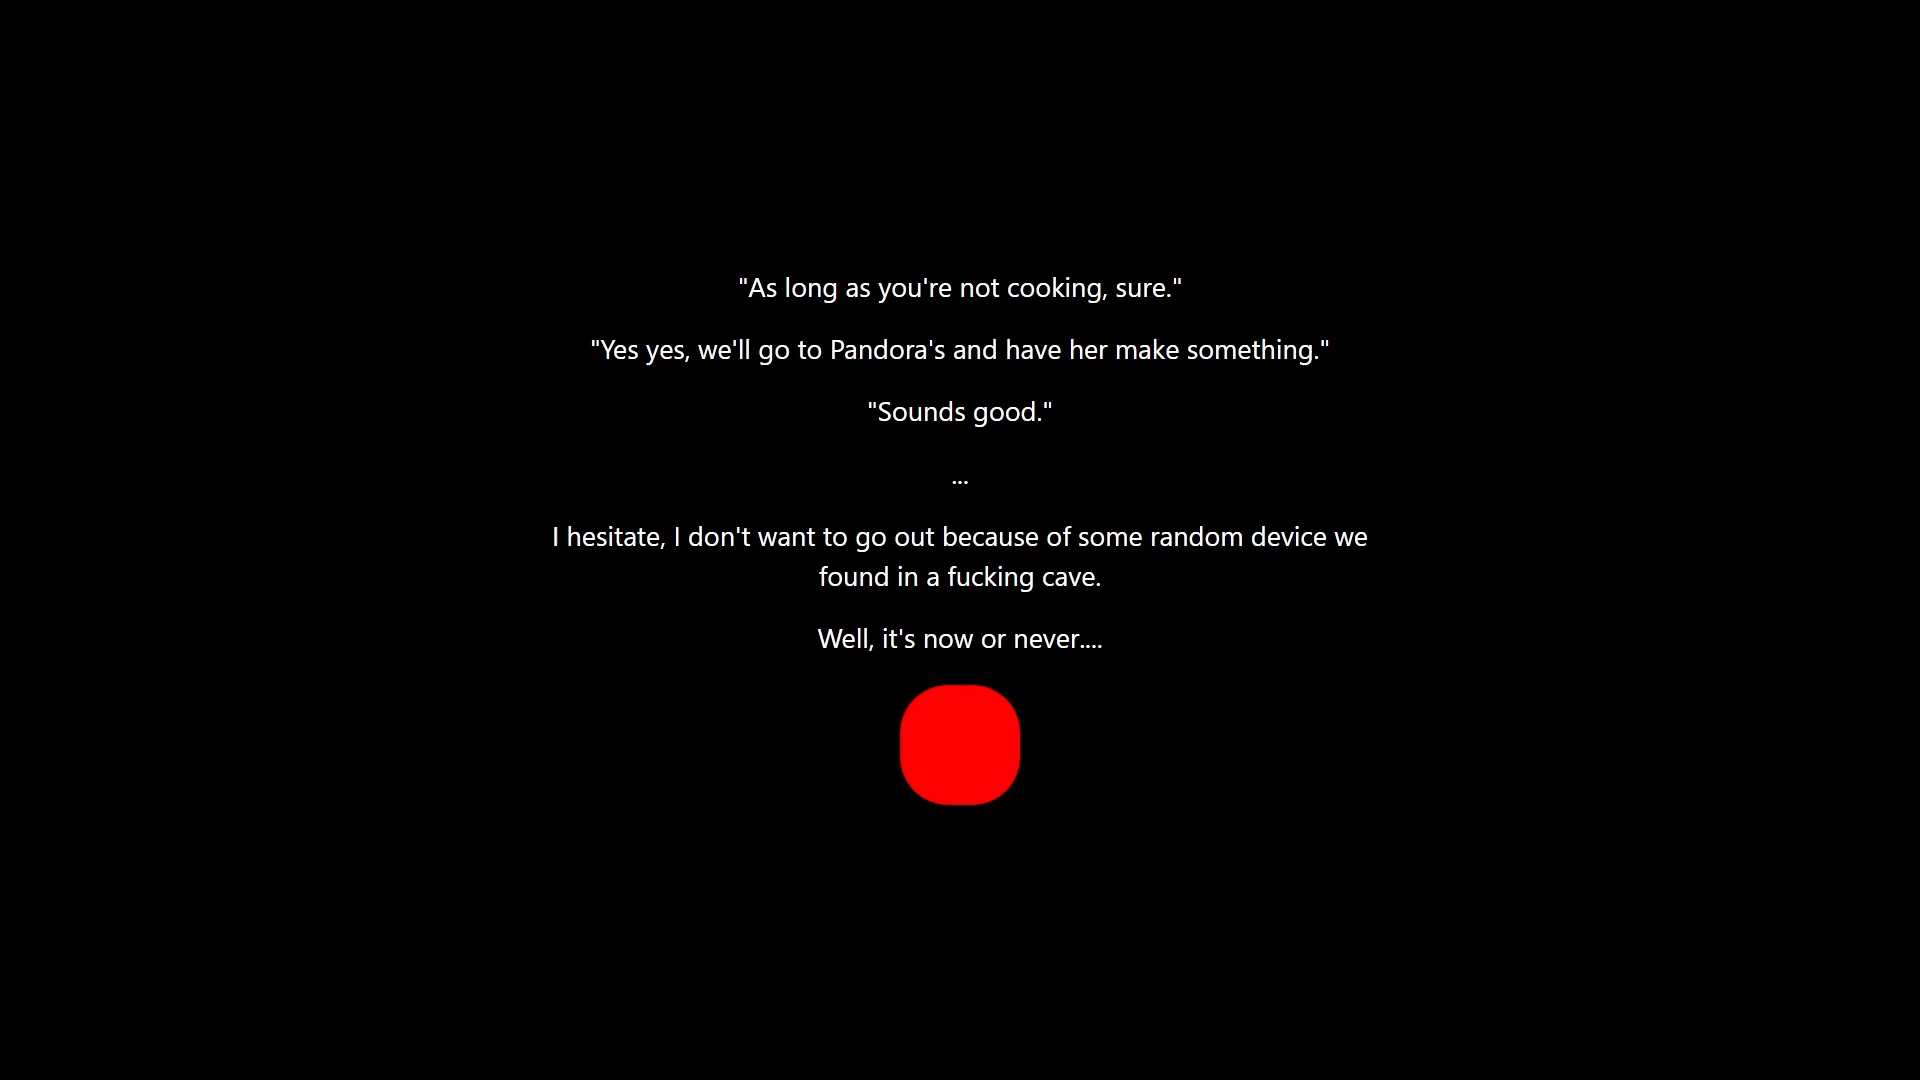 "As long as you're not cooking, sure."
"Yes yes, we'll go to Pandora's and have her make something."
"Sounds good."
...
I hesitate, I don't want to go out because of some random device we
found in a fucking cave.
Well, it's now or never....